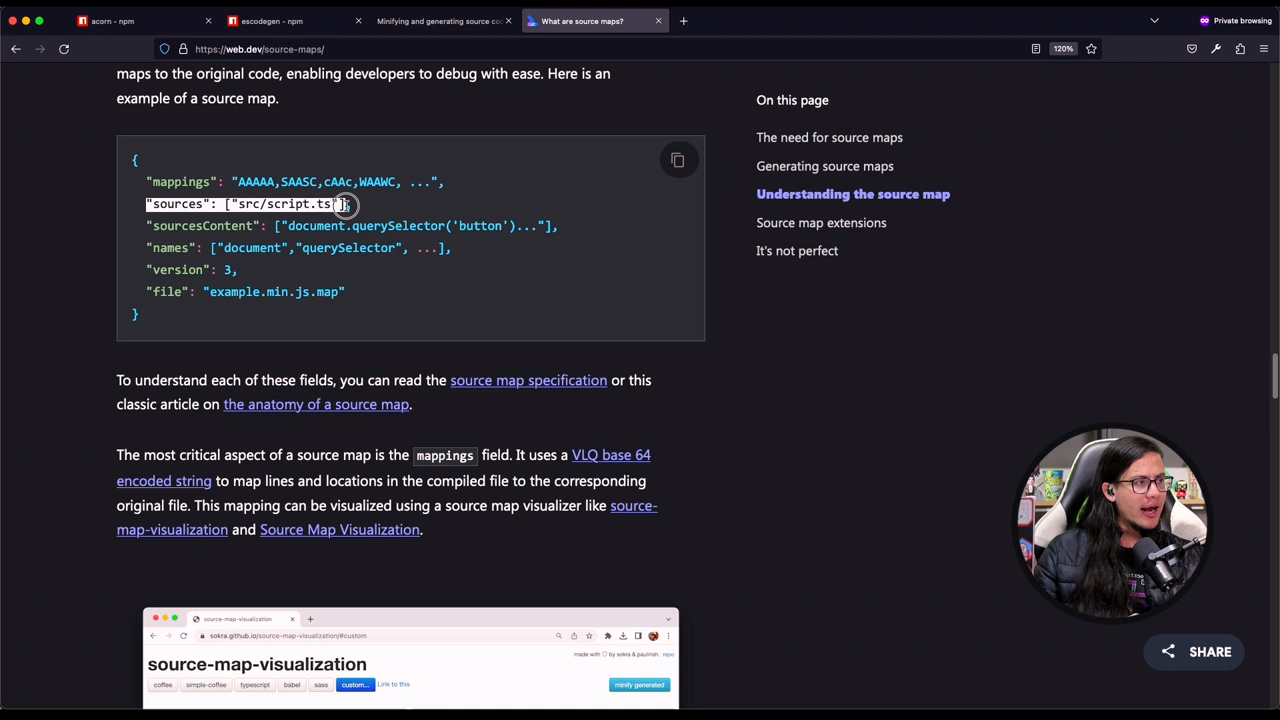 acorn - npm
escodegen - npm
Minifying and generating source co
What are source maps?
Private browsing
https://web.dev/source-maps/
120%
maps to the original code, enabling developers to debug with ease. Here is an
example of a source map.
{
"mappings": "AAAAA,SAASC,cAAc,WAAWC, ...",
"sources": ["src/script.ts"],
"sourcesContent": ["document.querySelector('button')..."],
"names": ["document","querySelector", ...],
"version": 3,
"file": "example.min.js.map"
}
To understand each of these fields, you can read the source map specification or this
classic article on the anatomy of a source map.
The most critical aspect of a source map is the mappings field. It uses a VLQ base 64
encoded string to map lines and locations in the compiled file to the corresponding
original file. This mapping can be visualized using a source map visualizer like source-
map-visualization and Source Map Visualization.
source-map-visualization
sokra.github.io/source-map-visualization/#custom
made with ♡ by sokra & paulirish. repo
source-map-visualization
coffee simple-coffee typescript babel sass custom... Link to this
minify generated
On this page
The need for source maps
Generating source maps
Understanding the source map
Source map extensions
It's not perfect
SHARE